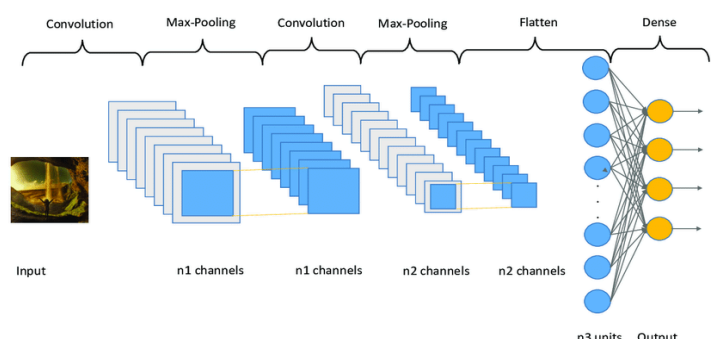 Convolution Max-Pooling Convolution Max-Pooling Flatten Dense
Input n1 channels n1 channels n2 channels n2 channels
n3 units Output